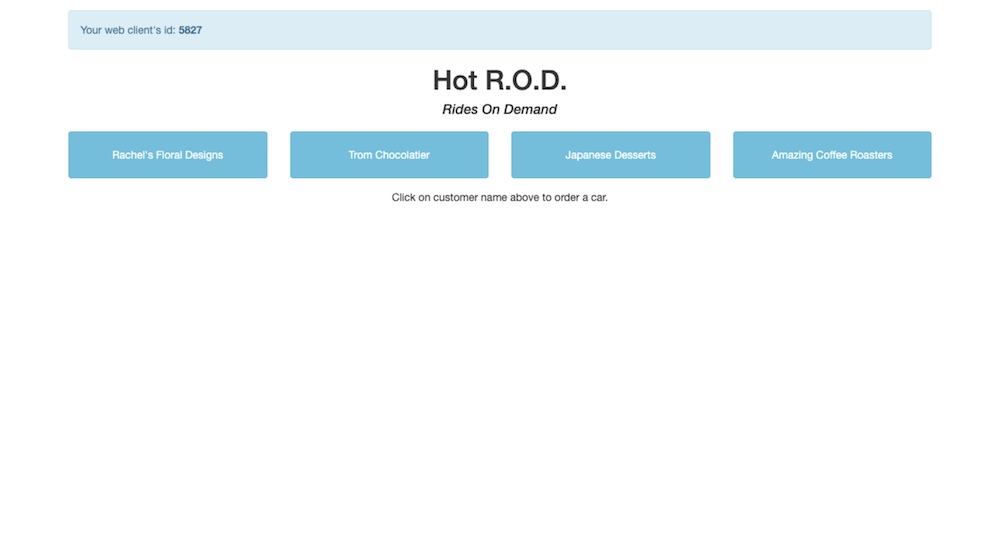 Your web client's id: 5827
Hot R.O.D.
Rides On Demand
Rachel's Floral Designs
Trom Chocolatier
Japanese Desserts
Amazing Coffee Roasters
Click on customer name above to order a car.